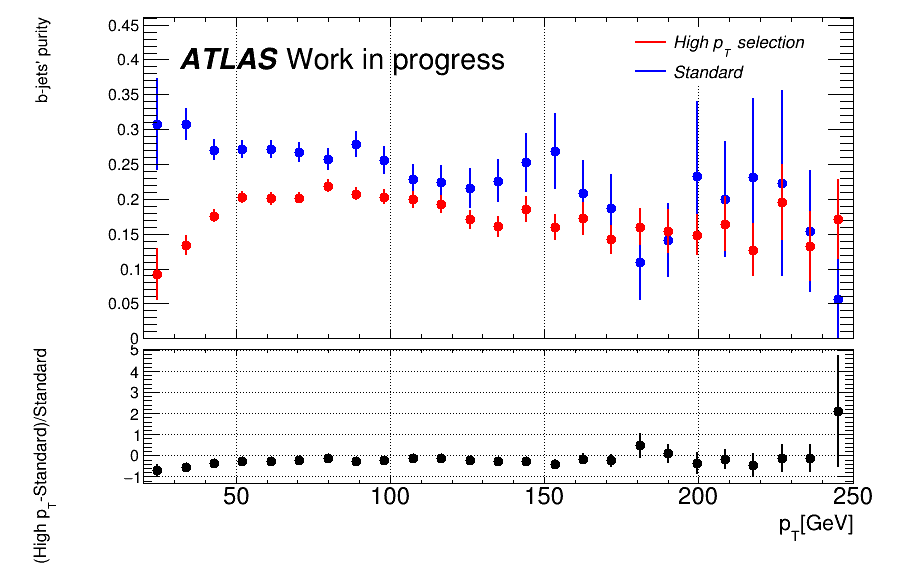 b-jets' purity
0.45
0.4
0.35
0.3
0.25
0.2
0.15
0.1
0.05
0
ATLAS Work in progress
High p_T selection
Standard
(High p_T-Standard)/Standard
5
4
3
2
1
0
−1
50 100 150 200 250
p_T[GeV]